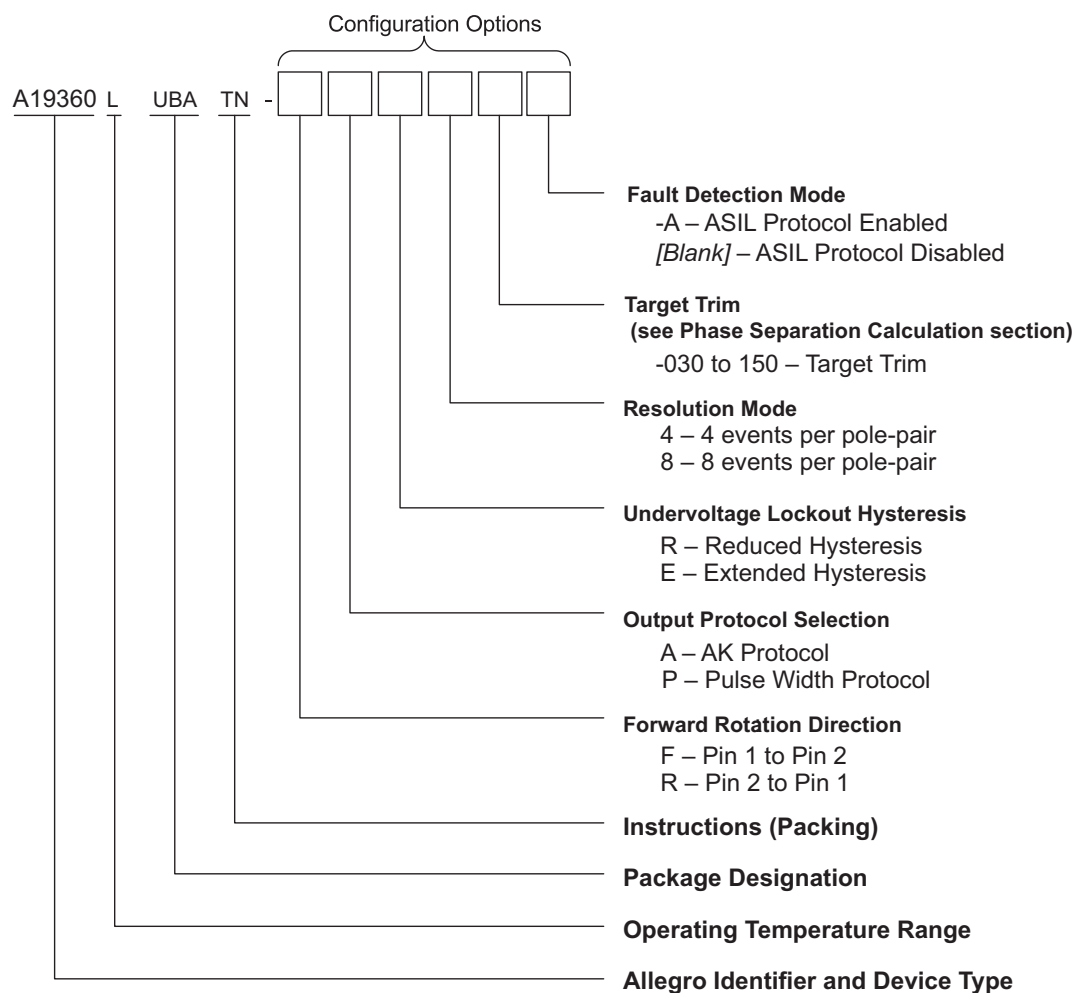 Configuration Options
A19360 L UBA TN -
Fault Detection Mode
-A – ASIL Protocol Enabled
[Blank] – ASIL Protocol Disabled
Target Trim
(see Phase Separation Calculation section)
-030 to 150 – Target Trim
Resolution Mode
4 – 4 events per pole-pair
8 – 8 events per pole-pair
Undervoltage Lockout Hysteresis
R – Reduced Hysteresis
E – Extended Hysteresis
Output Protocol Selection
A – AK Protocol
P – Pulse Width Protocol
Forward Rotation Direction
F – Pin 1 to Pin 2
R – Pin 2 to Pin 1
Instructions (Packing)
Package Designation
Operating Temperature Range
Allegro Identifier and Device Type